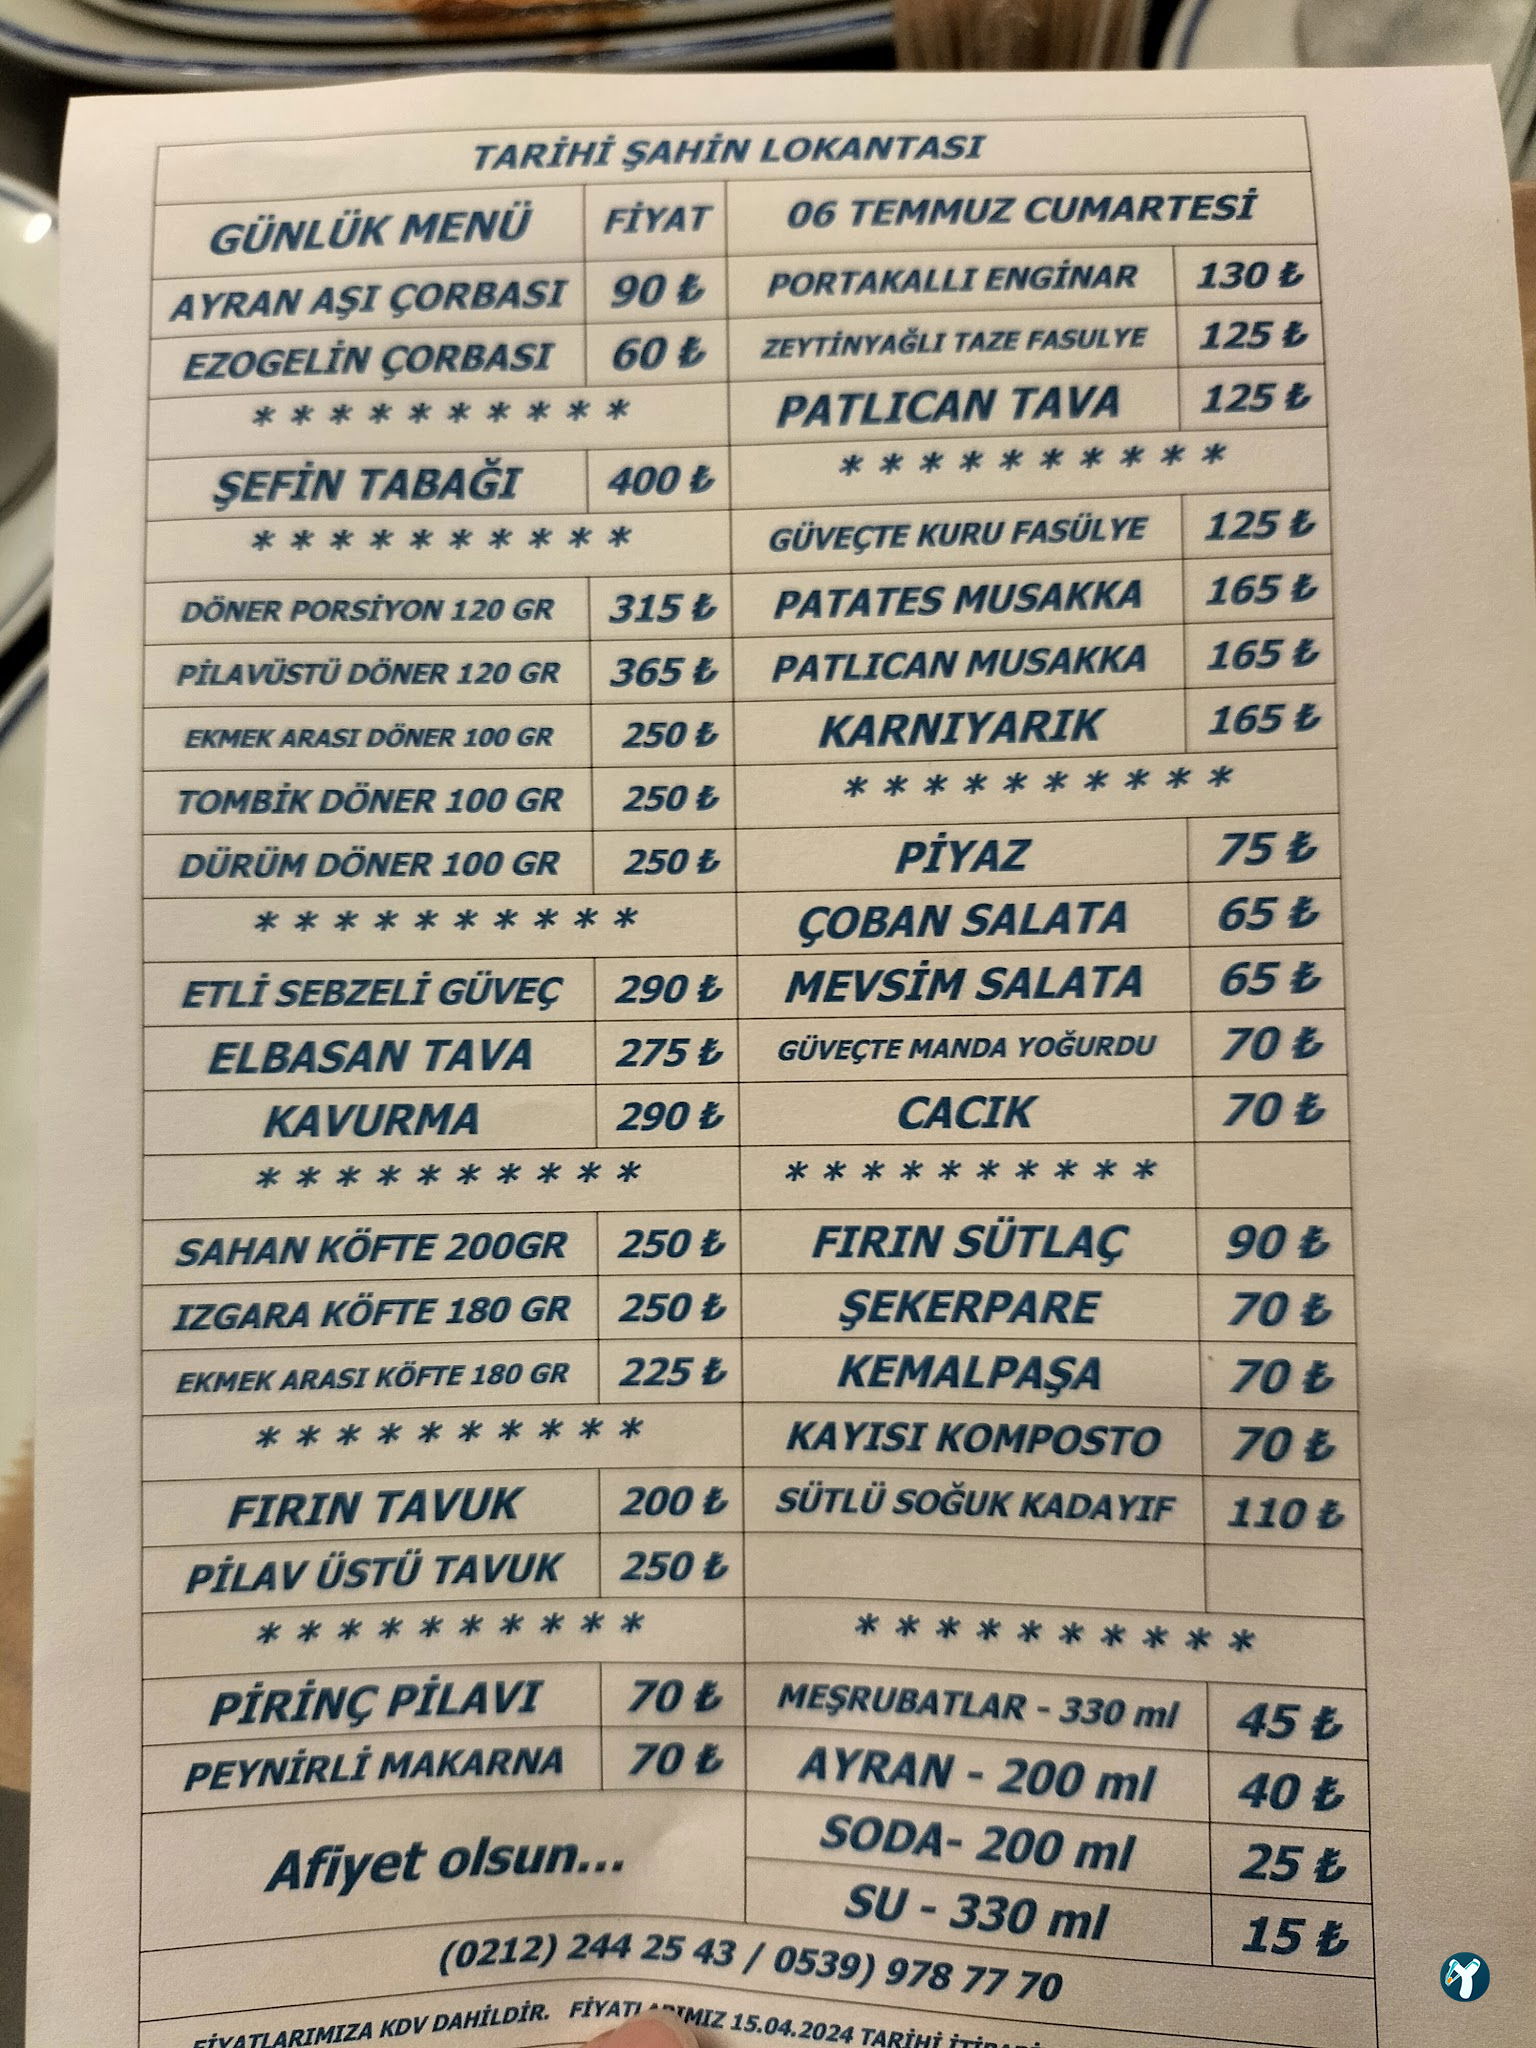 TARİHİ ŞAHİN LOKANTASI
GÜNLÜK MENÜ FİYAT
AYRAN AŞI ÇORBASI 90 ₺
EZOGELİN ÇORBASI 60 ₺
* * * * * * * * * *
ŞEFİN TABAĞI 400 ₺
* * * * * * * * * *
DÖNER PORSİYON 120 GR 315 ₺
PİLAVÜSTÜ DÖNER 120 GR 365 ₺
EKMEK ARASI DÖNER 100 GR 250 ₺
TOMBİK DÖNER 100 GR 250 ₺
DÜRÜM DÖNER 100 GR 250 ₺
* * * * * * * * * *
ETLİ SEBZELİ GÜVEÇ 290 ₺
ELBASAN TAVA 275 ₺
KAVURMA 290 ₺
* * * * * * * * * *
SAHAN KÖFTE 200GR 250 ₺
IZGARA KÖFTE 180 GR 250 ₺
EKMEK ARASI KÖFTE 180 GR 225 ₺
* * * * * * * * * *
FIRIN TAVUK 200 ₺
PİLAV ÜSTÜ TAVUK 250 ₺
* * * * * * * * * *
PİRİNÇ PİLAVI 70 ₺
PEYNİRLİ MAKARNA 70 ₺
Afiyet olsun...
06 TEMMUZ CUMARTESİ
PORTAKALLI ENGİNAR 130 ₺
ZEYTİNYAĞLI TAZE FASULYE 125 ₺
PATLICAN TAVA 125 ₺
* * * * * * * * * *
GÜVEÇTE KURU FASÜLYE 125 ₺
PATATES MUSAKKA 165 ₺
PATLICAN MUSAKKA 165 ₺
KARNIYARIK 165 ₺
* * * * * * * * * *
PİYAZ 75 ₺
ÇOBAN SALATA 65 ₺
MEVSİM SALATA 65 ₺
GÜVEÇTE MANDA YOĞURDU 70 ₺
CACIK 70 ₺
* * * * * * * * * *
FIRIN SÜTLAÇ 90 ₺
ŞEKERPARE 70 ₺
KEMALPAŞA 70 ₺
KAYISI KOMPOSTO 70 ₺
SÜTLÜ SOĞUK KADAYIF 110 ₺
* * * * * * * * * *
MEŞRUBATLAR - 330 ml 45 ₺
AYRAN - 200 ml 40 ₺
SODA- 200 ml 25 ₺
SU - 330 ml 15 ₺
(0212) 244 25 43 / 0539) 978 77 70
FİYATLARIMIZA KDV DAHİLDİR. FİYATLARIMIZ 15.04.2024 TARİHİ